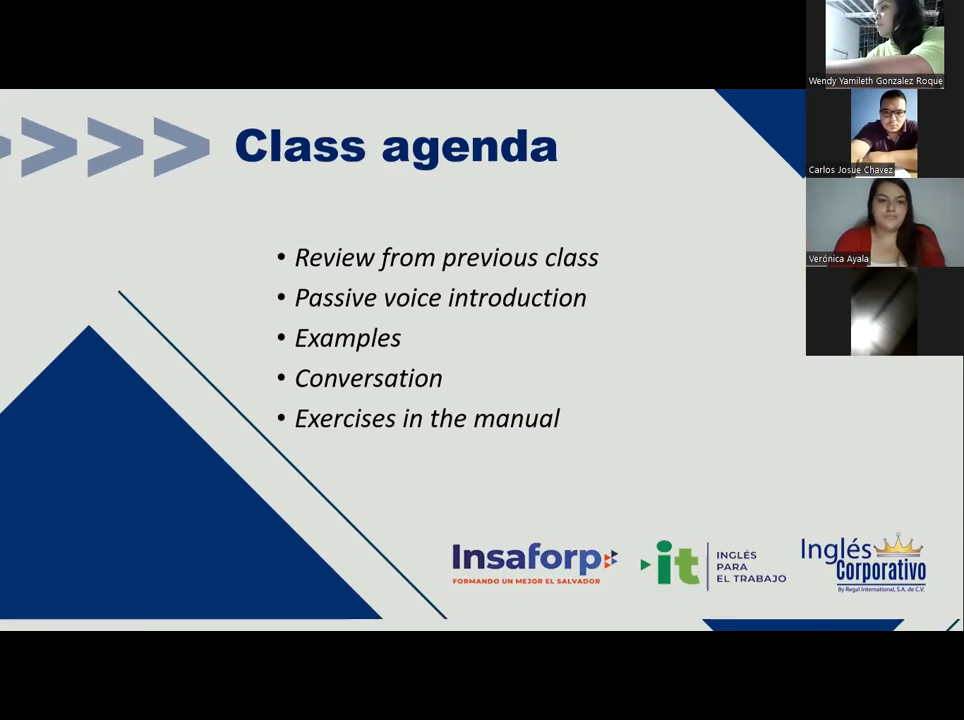 Class agenda
• Review from previous class
• Passive voice introduction
• Examples
• Conversation
• Exercises in the manual
Insaforp
FORMANDO UN MEJOR EL SALVADOR
it
INGLÉS
PARA
EL TRABAJO
Inglés
Corporativo
By Regal International, S.A. de C.V.
Wendy Yamileth Gonzalez Roque
Carlos Josue Chavez
Verónica Ayala